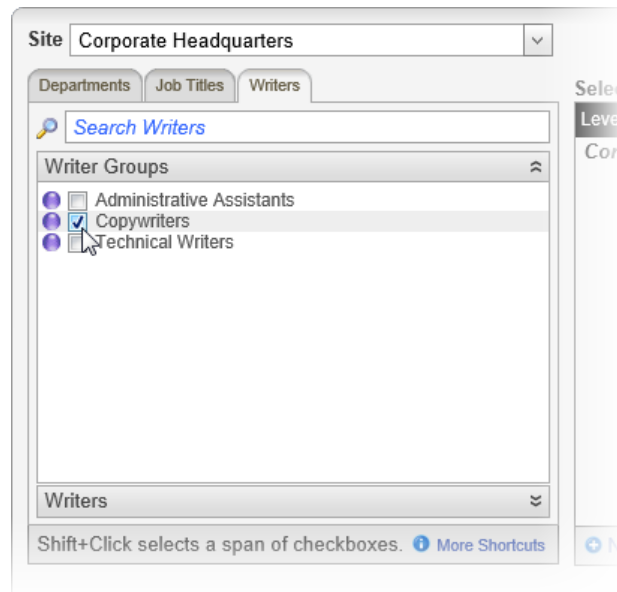 Site Corporate Headquarters
Departments Job Titles Writers
Search Writers
Writer Groups
Administrative Assistants
Copywriters
Technical Writers
Writers
Shift+Click selects a span of checkboxes. More Shortcuts